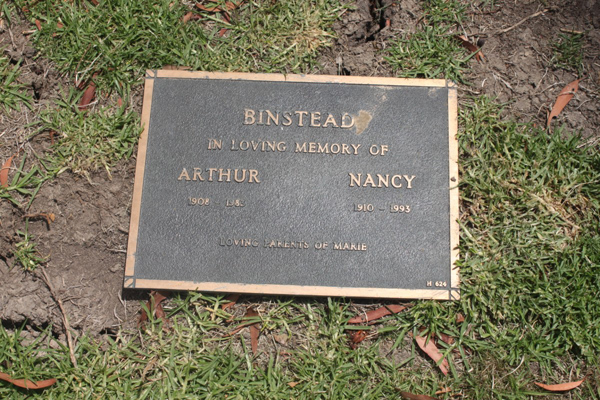 BINSTEAD
IN LOVING MEMORY OF
ARTHUR NANCY
1908 - 1910 - 1993
LOVING PARENTS OF MARIE
H 624